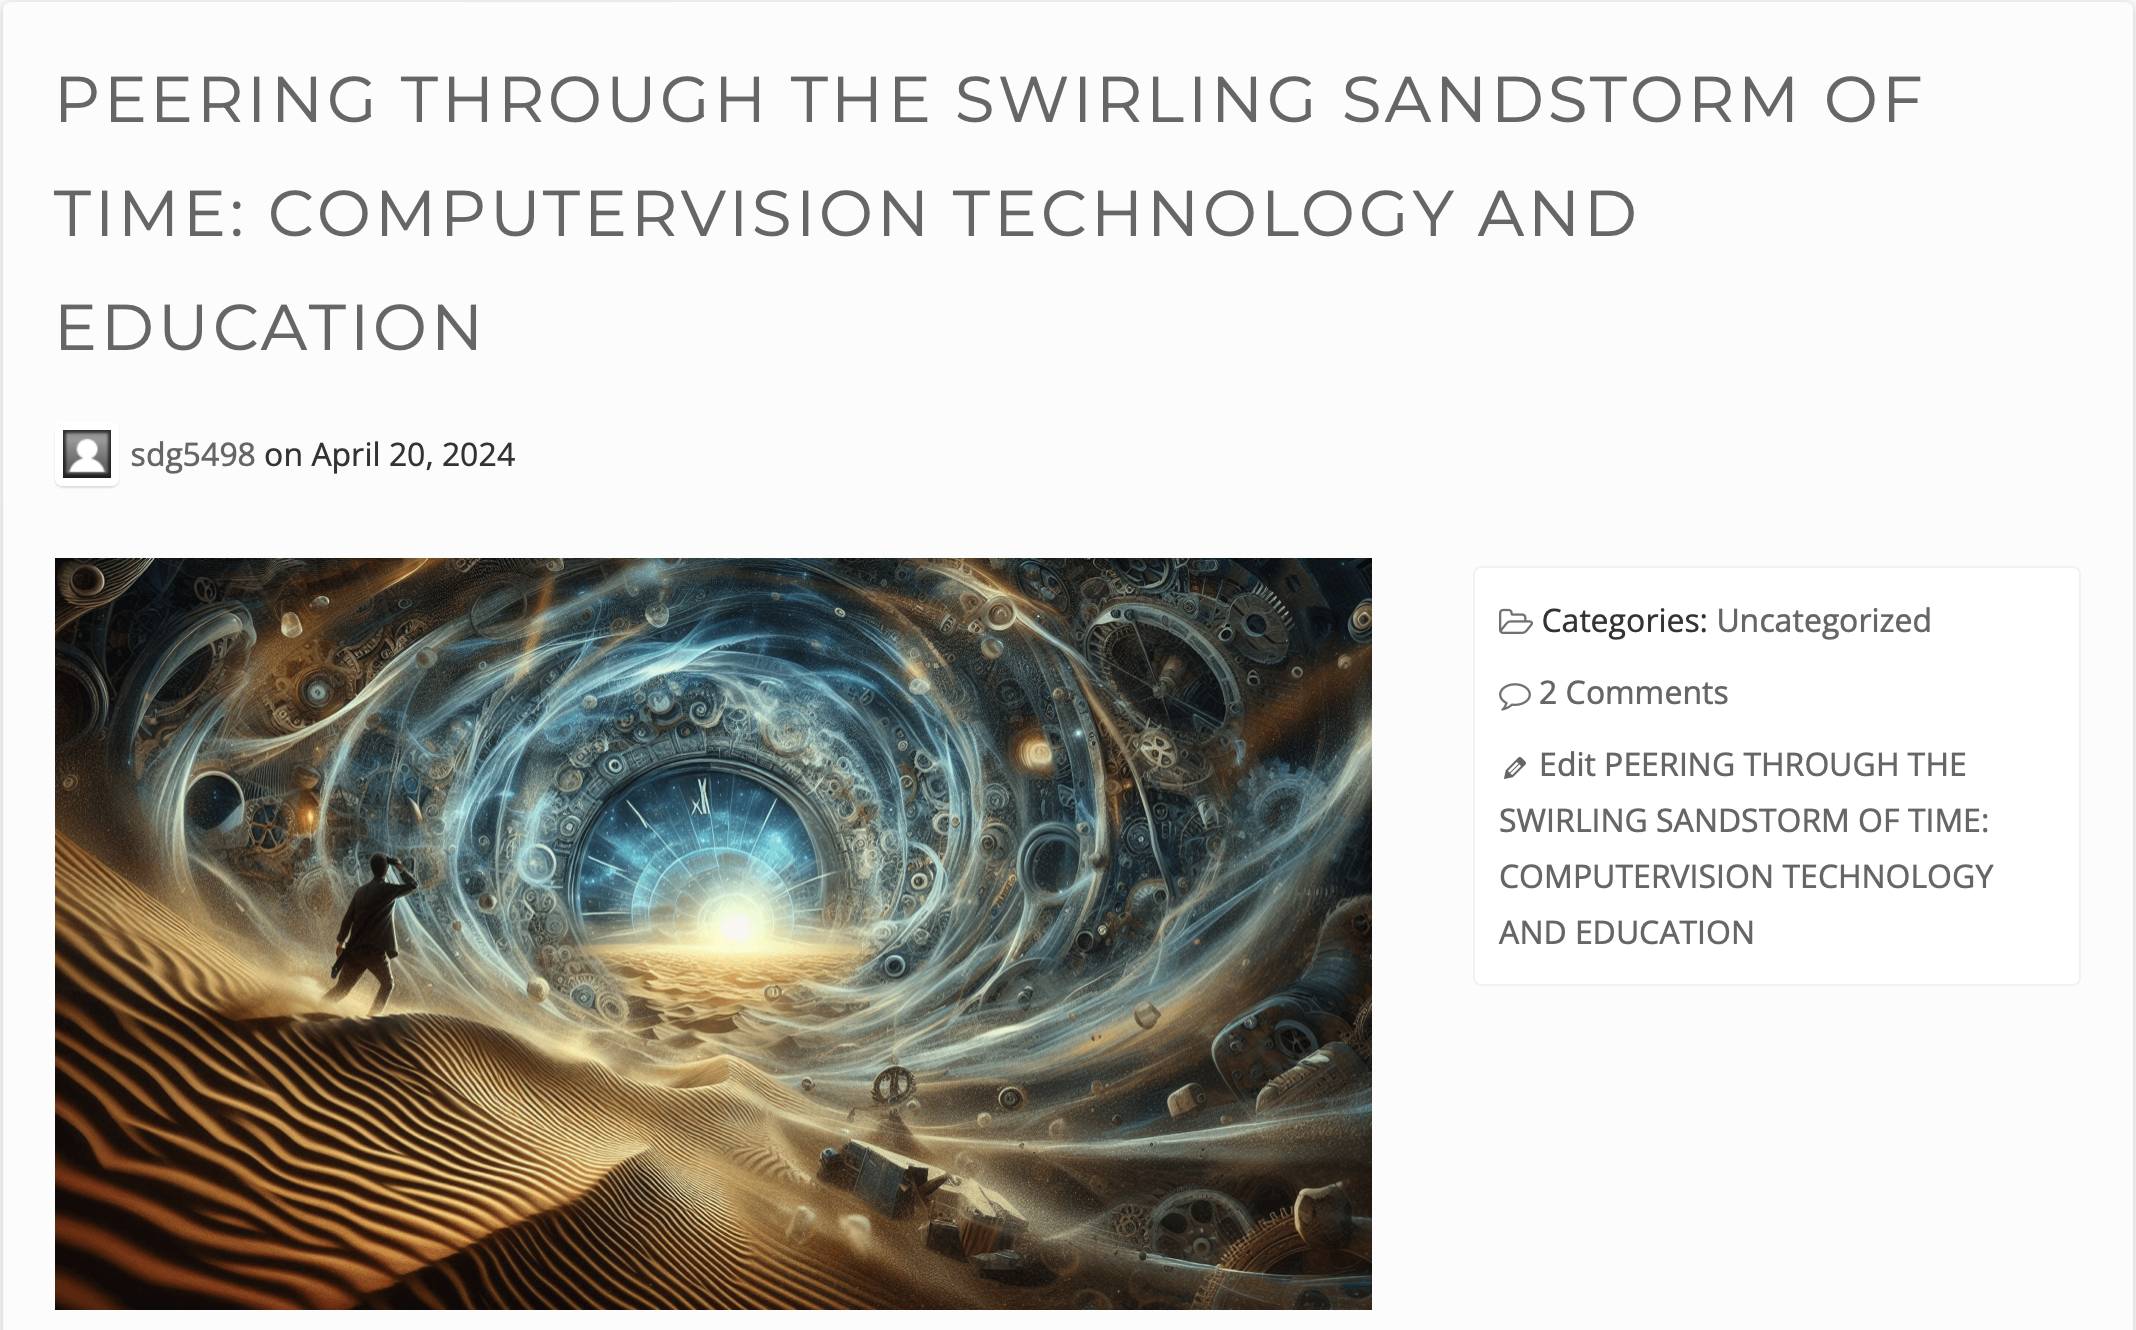 PEERING THROUGH THE SWIRLING SANDSTORM OF
TIME: COMPUTERVISION TECHNOLOGY AND
EDUCATION
sdg5498 on April 20, 2024
Categories: Uncategorized
2 Comments
Edit PEERING THROUGH THE
SWIRLING SANDSTORM OF TIME:
COMPUTERVISION TECHNOLOGY
AND EDUCATION